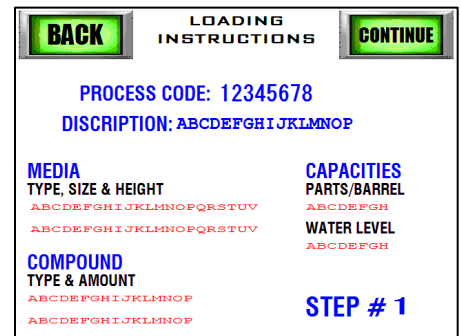 BACK
LOADING
INSTRUCTIONS
CONTINUE
PROCESS CODE: 12345678
DISCRIPTION: ABCDEFGHIJKLMNOP
MEDIA
TYPE, SIZE & HEIGHT
ABCDEFGHIJKLMNOPQRSTUV
ABCDEFGHIJKLMNOPQRSTUV
COMPOUND
TYPE & AMOUNT
ABCDEFGHIJKLMNOP
ABCDEFGHIJKLMNOP
CAPACITIES
PARTS/BARREL
ABCDEFGH
WATER LEVEL
ABCDEFGH
STEP # 1